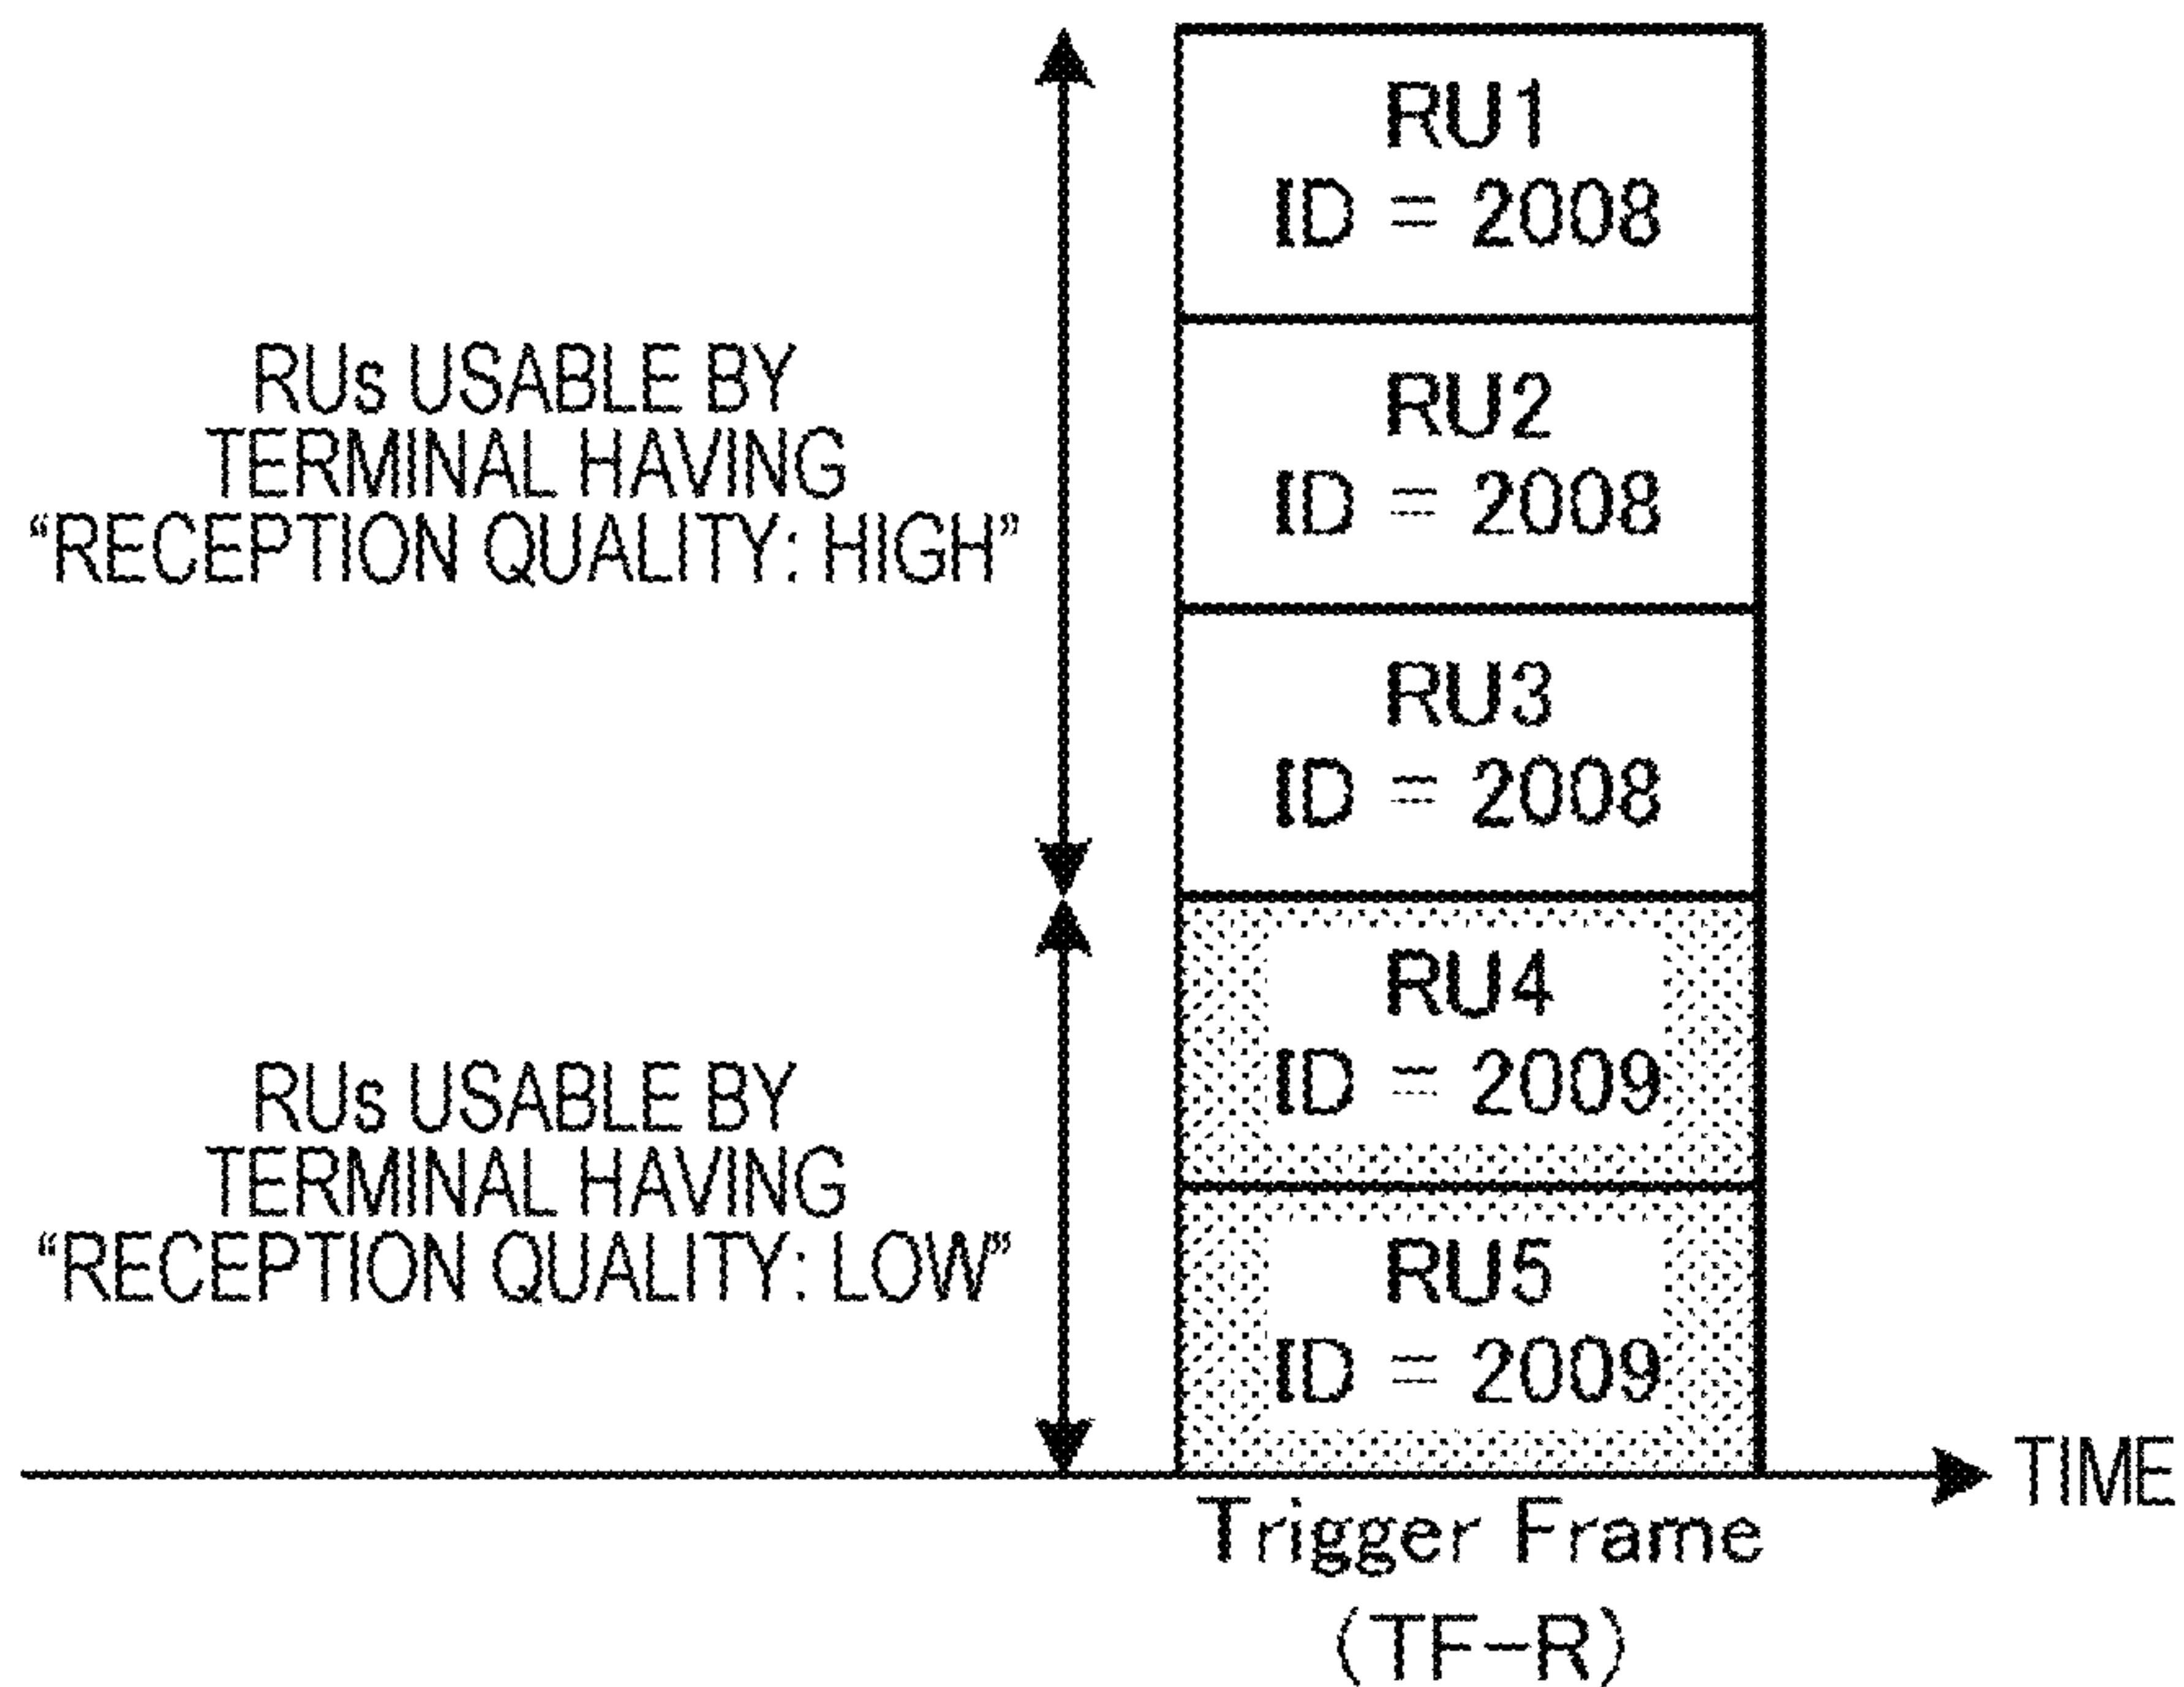 RUs USABLE BY
TERMINAL HAVING
“RECEPTION QUALITY: HIGH”
RUs USABLE BY
TERMINAL HAVING
“RECEPTION QUALITY: LOW”
RU1
ID = 2008
RU2
ID = 2008
RU3
ID = 2008
RU4
ID = 2009
RU5
ID = 2009
TIME
Trigger Frame
(TF-R)